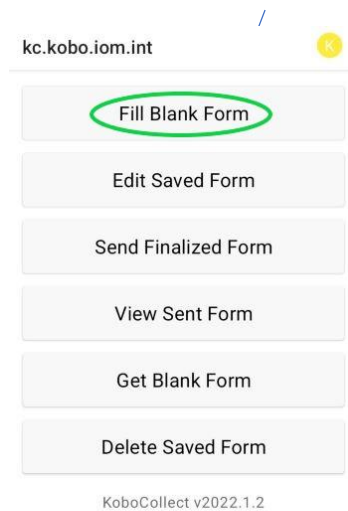 /
kc.kobo.iom.int
K
Fill Blank Form
Edit Saved Form
Send Finalized Form
View Sent Form
Get Blank Form
Delete Saved Form
KoboCollect v2022.1.2